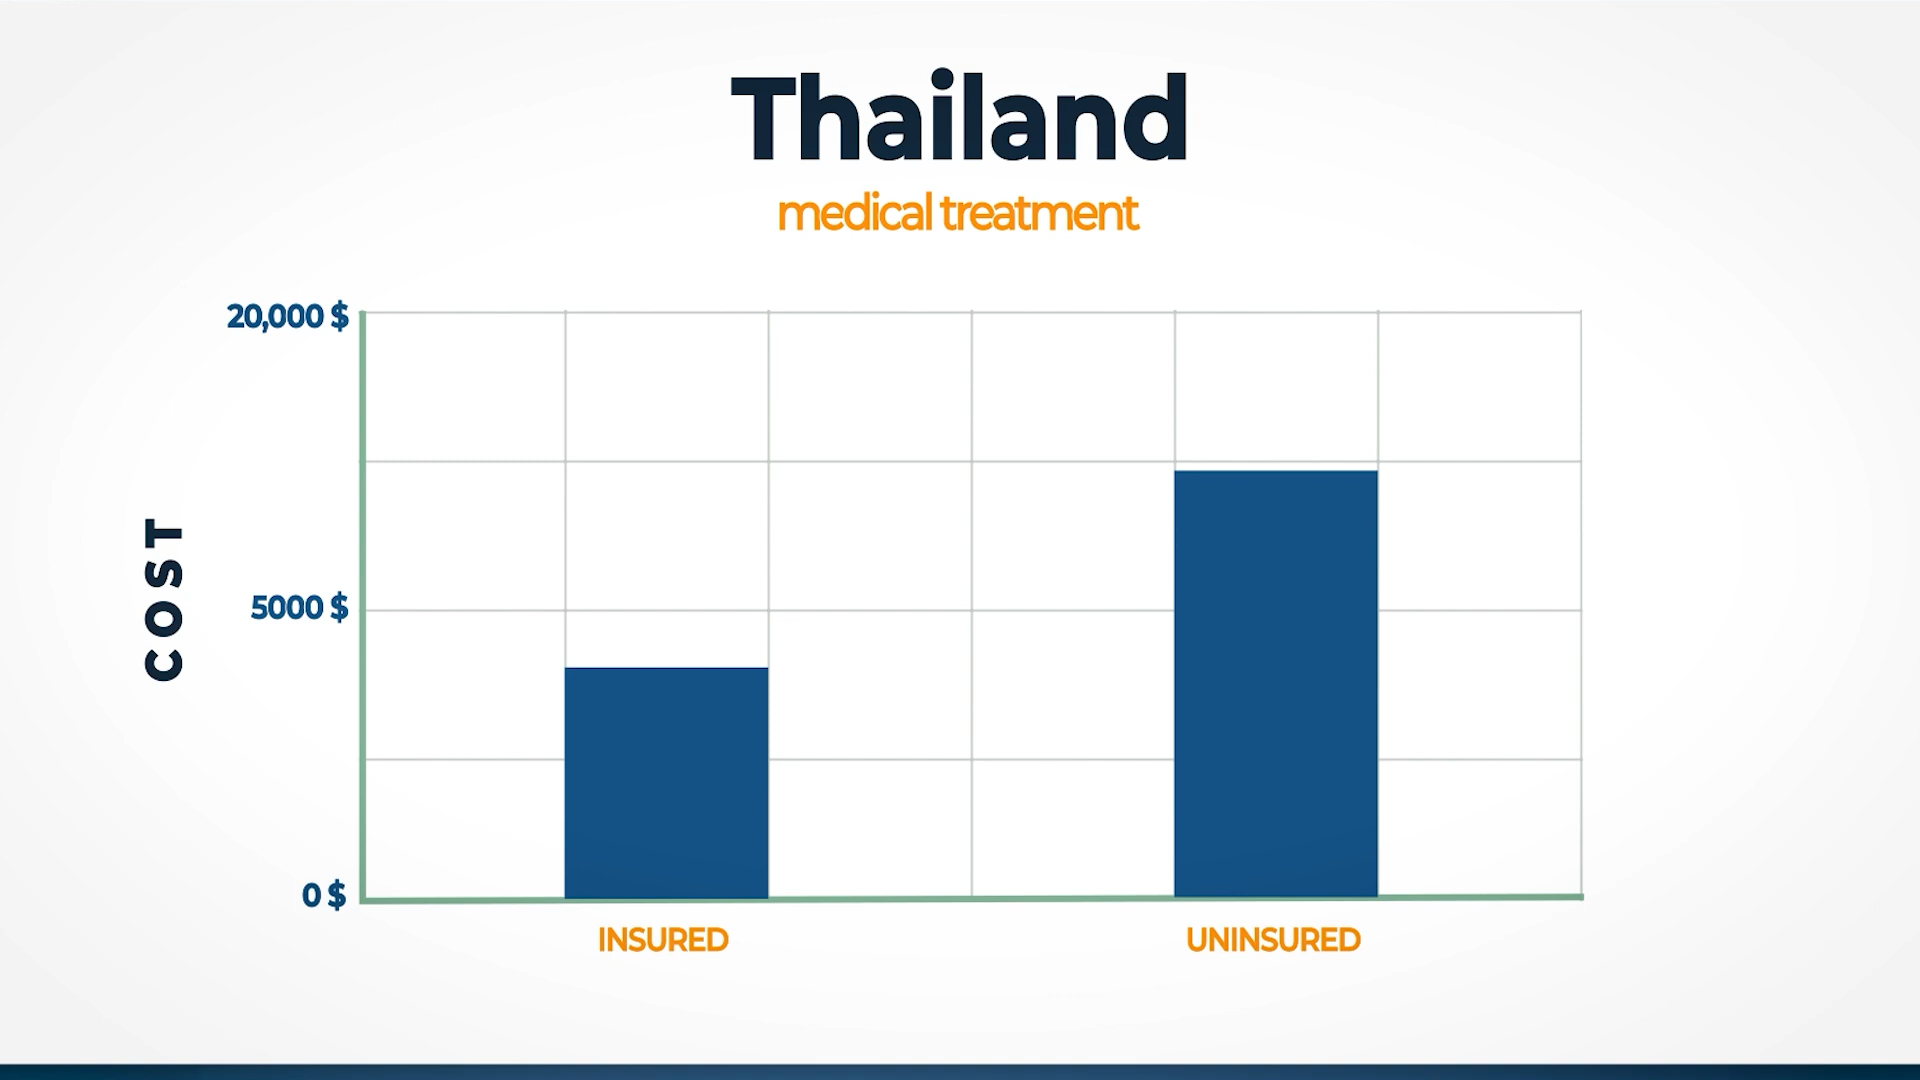 Thailand
medical treatment
20,000 $
5000 $
0 $
COST
INSURED
UNINSURED